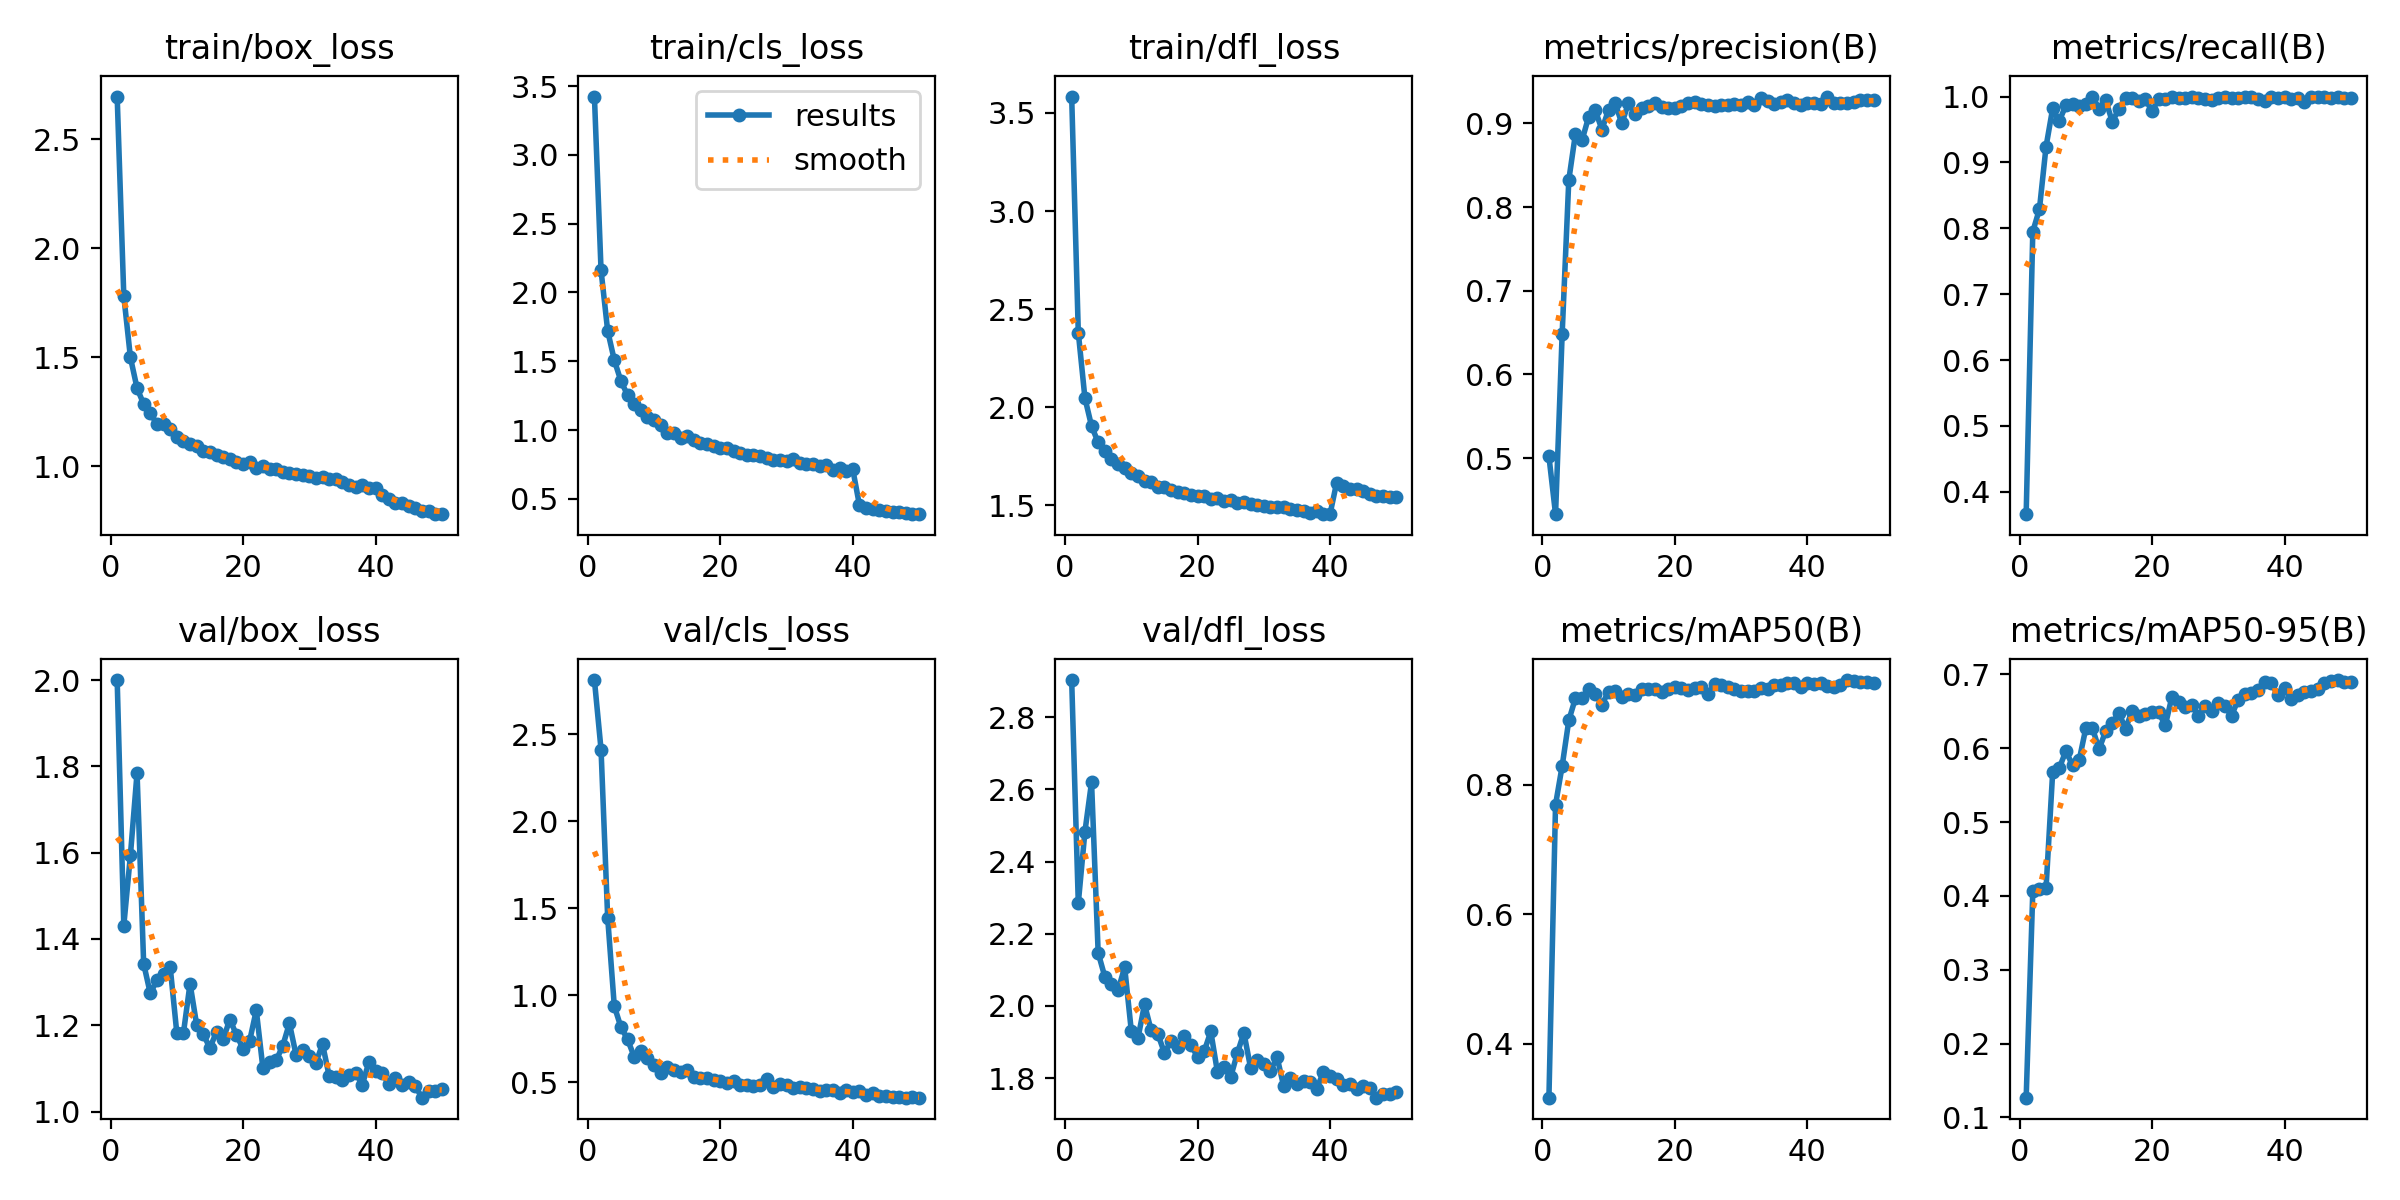 train/box_loss
2.5
2.0
1.5
1.0
0 20 40
train/cls_loss
results
smooth
3.5
3.0
2.5
2.0
1.5
1.0
0.5
0 20 40
train/dfl_loss
3.5
3.0
2.5
2.0
1.5
0 20 40
metrics/precision(B)
0.9
0.8
0.7
0.6
0.5
0 20 40
metrics/recall(B)
1.0
0.9
0.8
0.7
0.6
0.5
0.4
0 20 40
val/box_loss
2.0
1.8
1.6
1.4
1.2
1.0
0 20 40
val/cls_loss
2.5
2.0
1.5
1.0
0.5
0 20 40
val/dfl_loss
2.8
2.6
2.4
2.2
2.0
1.8
0 20 40
metrics/mAP50(B)
0.8
0.6
0.4
0 20 40
metrics/mAP50-95(B)
0.7
0.6
0.5
0.4
0.3
0.2
0.1
0 20 40